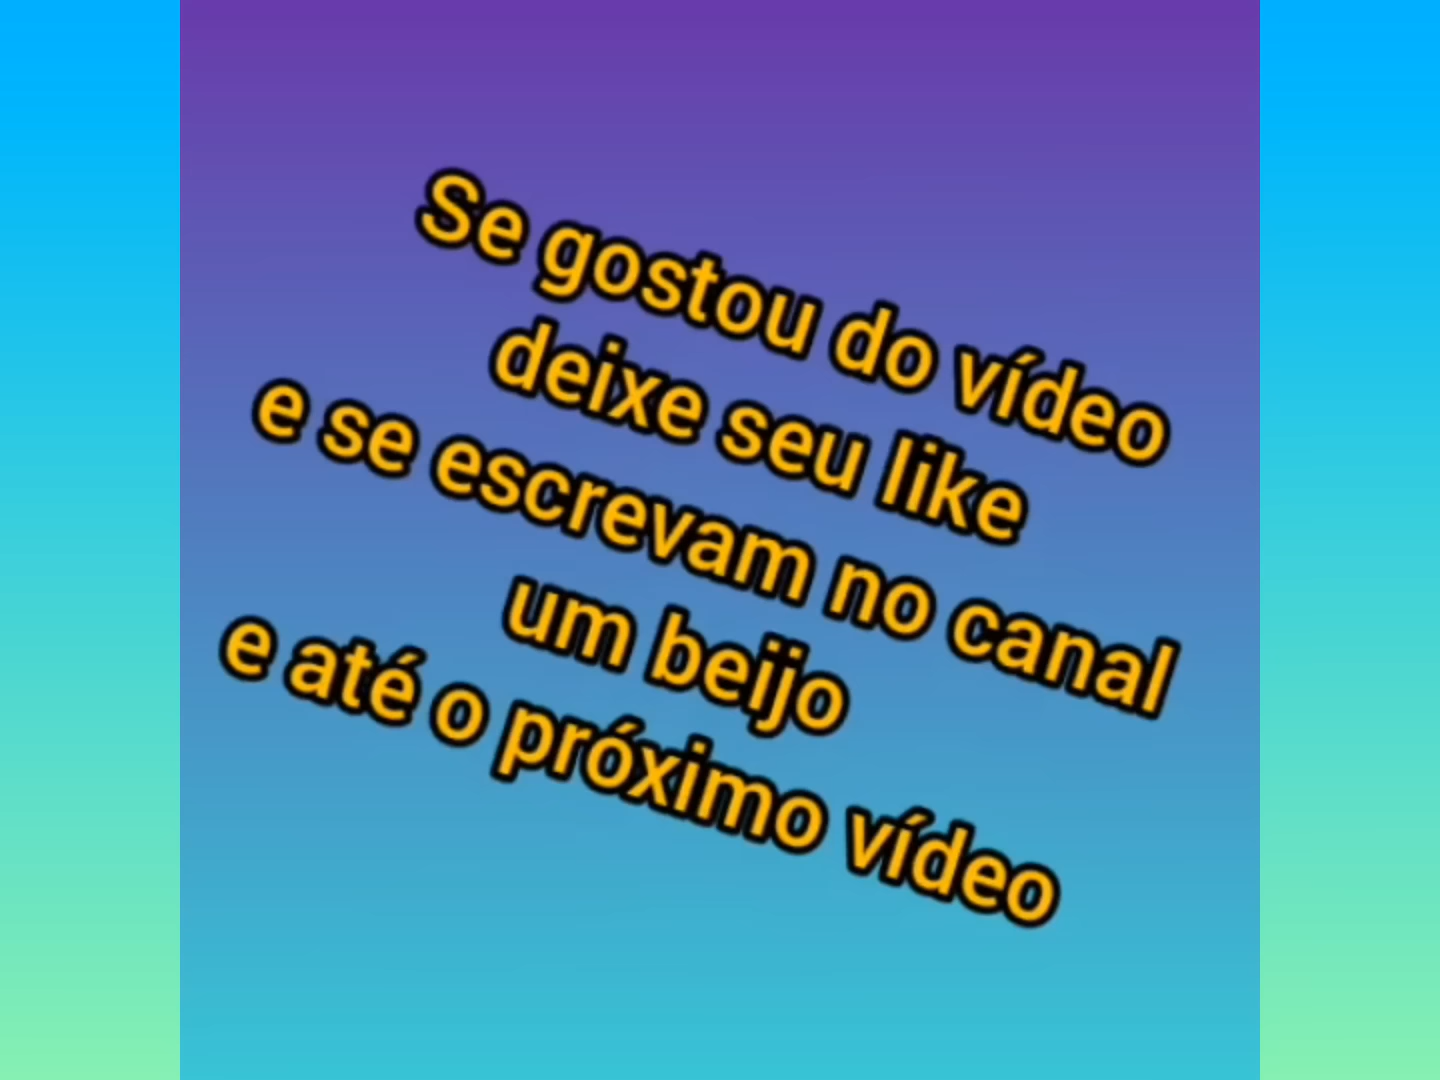 Se gostou do vídeo
deixe seu like
e se escrevam no canal
um beijo
e até o próximo vídeo